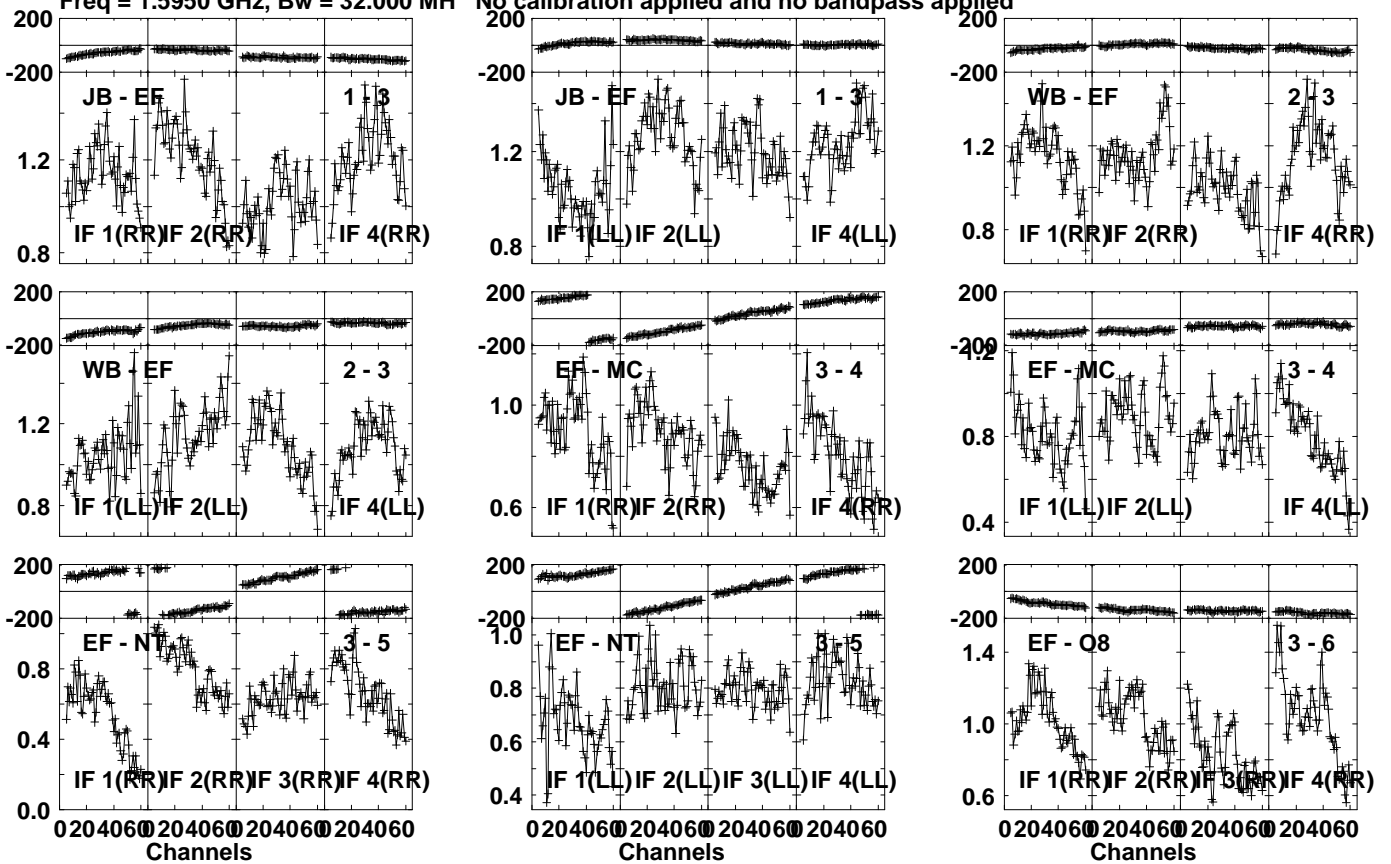 Freq = 1.5950 GHz, Bw = 32.000 MH No calibration applied and no bandpass applied
200
-200
JB - EF 1 - 3
1.2
0.8
IF 1(RR) IF 2(RR) IF 4(RR)
JB - EF 1 - 3
1.2
0.8
IF 1(LL) IF 2(LL) IF 4(LL)
200
-200
WB - EF 2 - 3
1.2
0.8
IF 1(RR) IF 2(RR) IF 4(RR)
200
-200
WB - EF 2 - 3
1.2
0.8
IF 1(LL) IF 2(LL) IF 4(LL)
200
-200
EF - MC 3 - 4
1.0
0.6
IF 1(RR) IF 2(RR) IF 4(RR)
200
-200
1.2
EF - MC 3 - 4
0.8
0.4
IF 1(LL) IF 2(LL) IF 4(LL)
200
-200
EF - NT 3 - 5
0.8
0.4
0.0
IF 1(RR) IF 2(RR) IF 3(RR) IF 4(RR)
0 20 40 60 0 20 40 60 0 20 40 60 0 20 40 60
Channels
200
-200
1.0
EF - NT 3 - 5
0.8
0.6
0.4
IF 1(LL) IF 2(LL) IF 3(LL) IF 4(LL)
0 20 40 60 0 20 40 60 0 20 40 60 0 20 40 60
Channels
200
-200
EF - O8 3 - 6
1.4
1.0
0.6
IF 1(RR) IF 2(RR) IF 3(RR) IF 4(RR)
0 20 40 60 0 20 40 60 0 20 40 60 0 20 40 60
Channels